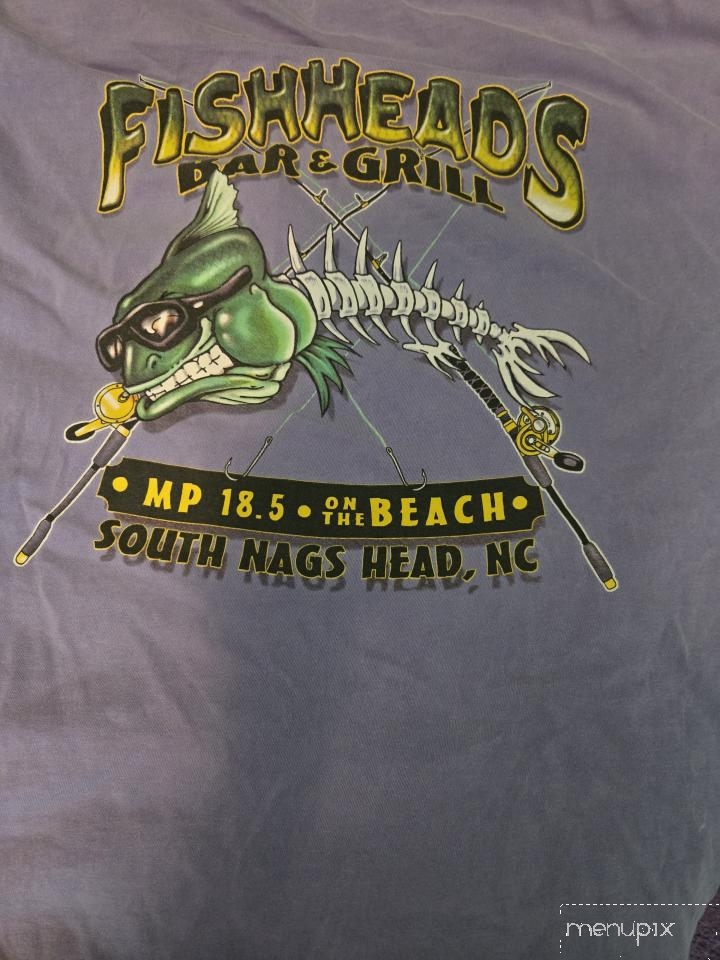 FISHHEADS
BAR & GRILL
• MP 18.5 • ON THE BEACH •
SOUTH NAGS HEAD, NC
menupix